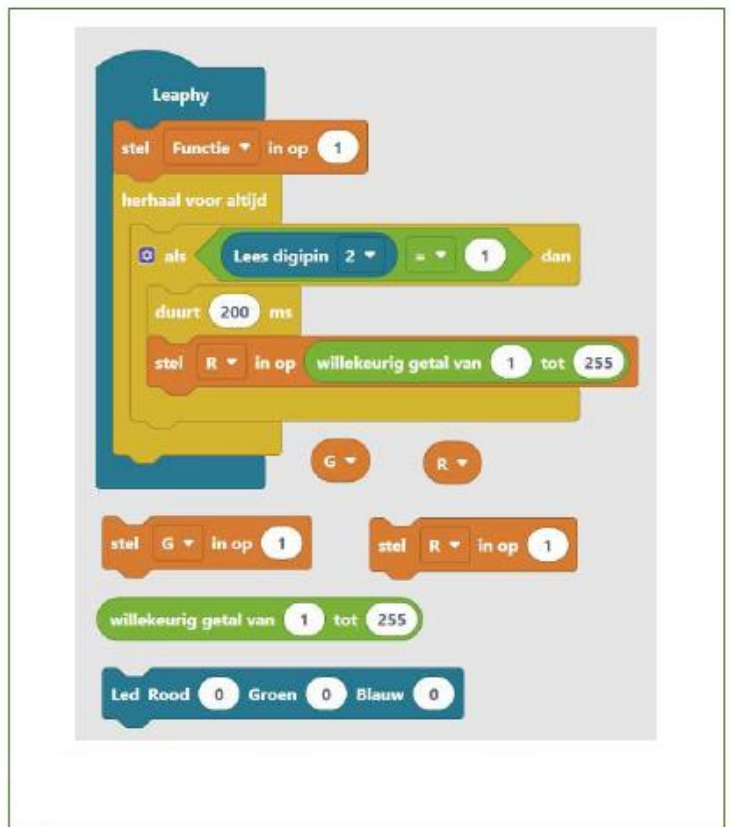 Leaphy
stel Functie in op 1
herhaal voor altijd
als Lees digipin 2 = 1 dan
duurt 200 ms
stel R in op willekeurig getal van 1 tot 255
G R
stel G in op 1 stel R in op 1
willekeurig getal van 1 tot 255
Led Rood 0 Groen 0 Blauw 0